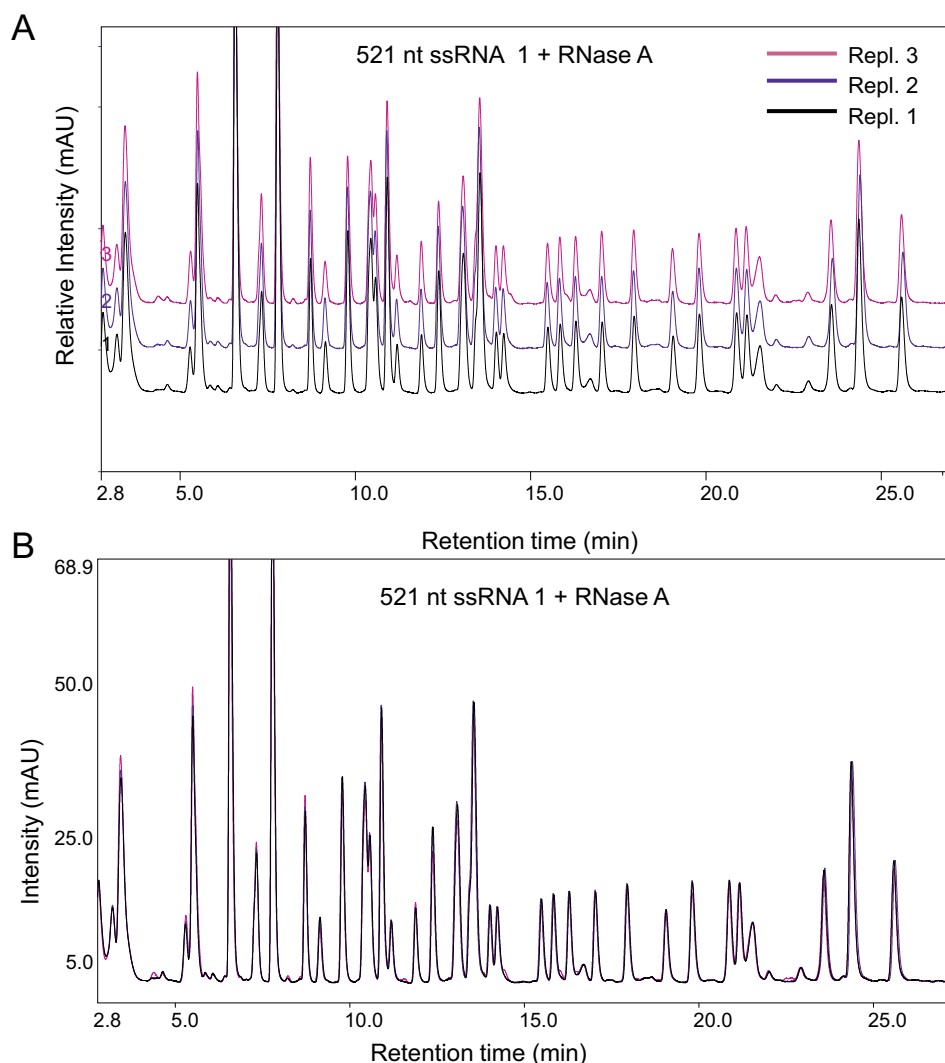 A
521 nt ssRNA 1 + RNase A
Repl. 3
Repl. 2
Repl. 1
Relative Intensity (mAU)
3
2
1
2.8 5.0 10.0 15.0 20.0 25.0
Retention time (min)
B
68.9
521 nt ssRNA 1 + RNase A
50.0
25.0
5.0
Intensity (mAU)
2.8 5.0 10.0 15.0 20.0 25.0
Retention time (min)